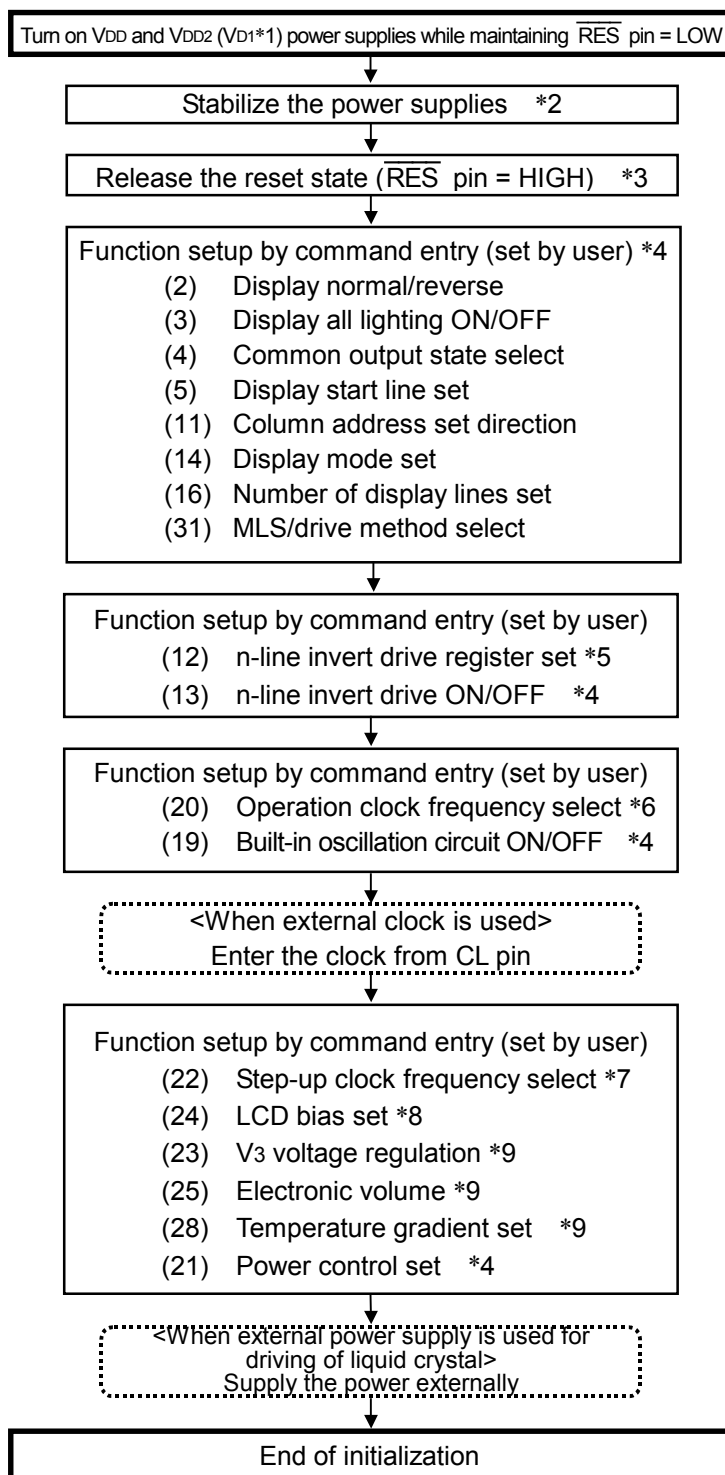 Turn on VDD and VDD2 (VD1*1) power supplies while maintaining RES pin = LOW
Stabilize the power supplies *2
Release the reset state (RES pin = HIGH) *3
Function setup by command entry (set by user) *4
(2) Display normal/reverse
(3) Display all lighting ON/OFF
(4) Common output state select
(5) Display start line set
(11) Column address set direction
(14) Display mode set
(16) Number of display lines set
(31) MLS/drive method select
Function setup by command entry (set by user)
(12) n-line invert drive register set *5
(13) n-line invert drive ON/OFF *4
Function setup by command entry (set by user)
(20) Operation clock frequency select *6
(19) Built-in oscillation circuit ON/OFF *4
<When external clock is used>
Enter the clock from CL pin
Function setup by command entry (set by user)
(22) Step-up clock frequency select *7
(24) LCD bias set *8
(23) V3 voltage regulation *9
(25) Electronic volume *9
(28) Temperature gradient set *9
(21) Power control set *4
<When external power supply is used for
driving of liquid crystal>
Supply the power externally
End of initialization